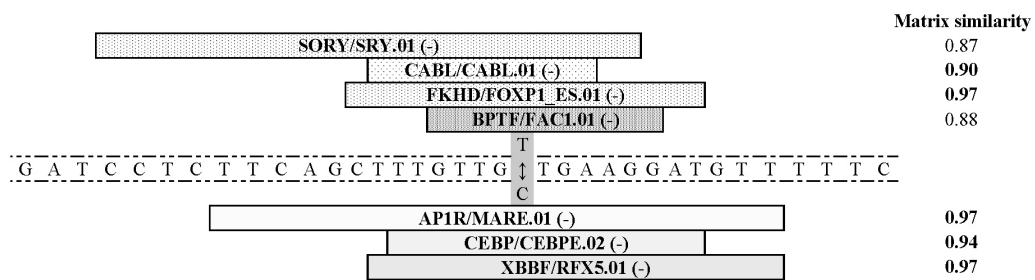 Matrix similarity
SORY/SRY.01 (-) 0.87
CABL/CABL.01 (-) 0.90
FKHD/FOXP1_ES.01 (-) 0.97
BPTF/FAC1.01 (-) 0.88
T
G A T C C T C T T C A G C T T T G T T G ↕ T G A A G G A T G T T T T T C
C
AP1R/MARE.01 (-) 0.97
CEBP/CEBPE.02 (-) 0.94
XBBF/RFX5.01 (-) 0.97